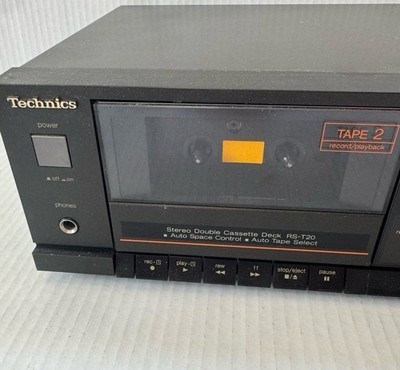 Technics
power
off on
phones
TAPE 2
record/playback
Stereo Double Cassette Deck RS-T20
Auto Space Control Auto Tape Select
rec play rew ff stop/eject pause